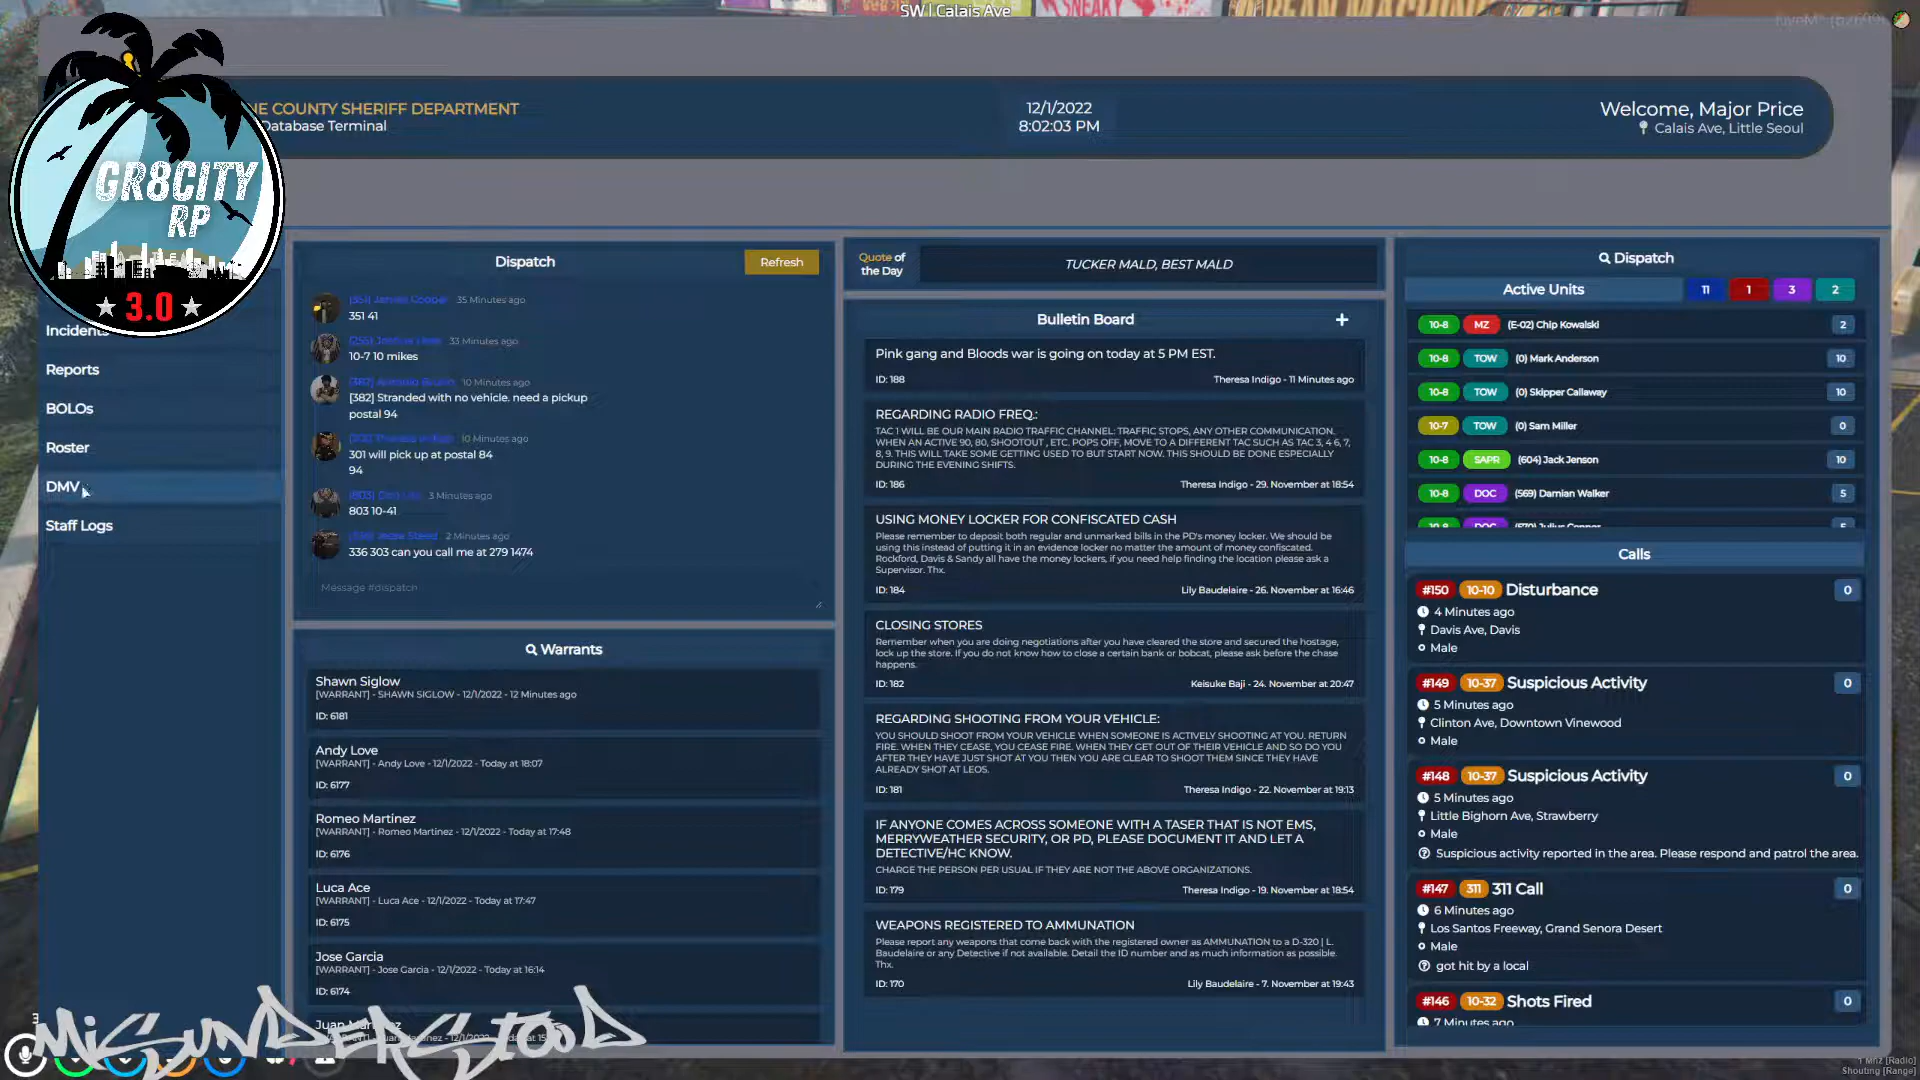 SW | Calais Ave
GR8CITY
RP
3.0
HE COUNTY SHERIFF DEPARTMENT
Database Terminal
12/1/2022
8:02:03 PM
Welcome, Major Price
Calais Ave, Little Seoul
Incidents
Reports
BOLOs
Roster
DMV
Staff Logs
Dispatch
Refresh
35 Minutes ago
351 41
33 Minutes ago
10-7 10 mikes
10 Minutes ago
[382] Stranded with no vehicle. need a pickup
postal 94
10 Minutes ago
301 will pick up at postal 84
94
3 Minutes ago
803 10-41
2 Minutes ago
336 303 can you call me at 279 1474
Message #dispatch
Warrants
Shawn Siglow
[WARRANT] - SHAWN SIGLOW - 12/1/2022 - 12 Minutes ago
ID: 6181
Andy Love
[WARRANT] - Andy Love - 12/1/2022 - Today at 18:07
ID: 6177
Romeo Martinez
[WARRANT] - Romeo Martinez - 12/1/2022 - Today at 17:48
ID: 6176
Luca Ace
[WARRANT] - Luca Ace - 12/1/2022 - Today at 17:47
ID: 6175
Jose Garcia
[WARRANT] - Jose Garcia - 12/1/2022 - Today at 16:14
ID: 6174
MiSUNDERSTOOD
Quote of
the Day
TUCKER MALD, BEST MALD
Bulletin Board
+
Pink gang and Bloods war is going on today at 5 PM EST.
ID: 188 Theresa Indigo - 11 Minutes ago
REGARDING RADIO FREQ.:
TAC 1 WILL BE OUR MAIN RADIO TRAFFIC CHANNEL: TRAFFIC STOPS, ANY OTHER COMMUNICATION.
WHEN AN ACTIVE 90, 80, SHOOTOUT , ETC. POPS OFF, MOVE TO A DIFFERENT TAC SUCH AS TAC 3, 4 6, 7,
8, 9. THIS WILL TAKE SOME GETTING USED TO BUT START NOW. THIS SHOULD BE DONE ESPECIALLY
DURING THE EVENING SHIFTS.
ID: 186 Theresa Indigo - 29. November at 18:54
USING MONEY LOCKER FOR CONFISCATED CASH
Please remember to deposit both regular and unmarked bills in the PD's money locker. We should be
using this instead of putting it in an evidence locker no matter the amount of money confiscated.
Rockford, Davis & Sandy all have the money lockers, if you need help finding the location please ask a
Supervisor. Thx.
ID: 184 Lily Baudelaire - 26. November at 16:46
CLOSING STORES
Remember when you are doing negotiations after you have cleared the store and secured the hostage,
lock up the store. If you do not know how to close a certain bank or bobcat, please ask before the chase
happens.
ID: 182 Keisuke Baji - 24. November at 20:47
REGARDING SHOOTING FROM YOUR VEHICLE:
YOU SHOULD SHOOT FROM YOUR VEHICLE WHEN SOMEONE IS ACTIVELY SHOOTING AT YOU. RETURN
FIRE. WHEN THEY CEASE, YOU CEASE FIRE. WHEN THEY GET OUT OF THEIR VEHICLE AND SO DO YOU
AFTER THEY HAVE JUST SHOT AT YOU THEN YOU ARE CLEAR TO SHOOT THEM SINCE THEY HAVE
ALREADY SHOT AT LEOS.
ID: 181 Theresa Indigo - 22. November at 19:13
IF ANYONE COMES ACROSS SOMEONE WITH A TASER THAT IS NOT EMS,
MERRYWEATHER SECURITY, OR PD, PLEASE DOCUMENT IT AND LET A
DETECTIVE/HC KNOW.
CHARGE THE PERSON PER USUAL IF THEY ARE NOT THE ABOVE ORGANIZATIONS.
ID: 179 Theresa Indigo - 19. November at 18:54
WEAPONS REGISTERED TO AMMUNATION
Please report any weapons that come back with the registered owner as AMMUNATION to a D-320 | L.
Baudelaire or any Detective if not available. Detail the ID number and as much information as possible.
Thx.
ID: 170 Lily Baudelaire - 7. November at 19:43
Dispatch
Active Units 11 1 3 2
10-8 MZ (E-02) Chip Kowalski 2
10-8 TOW (0) Mark Anderson 10
10-8 TOW (0) Skipper Callaway 10
10-7 TOW (0) Sam Miller 0
10-8 SAPR (604) Jack Jenson 10
10-8 DOC (569) Damian Walker 5
Calls
#150 10-10 Disturbance 0
4 Minutes ago
Davis Ave, Davis
Male
#149 10-37 Suspicious Activity 0
5 Minutes ago
Clinton Ave, Downtown Vinewood
Male
#148 10-37 Suspicious Activity 0
5 Minutes ago
Little Bighorn Ave, Strawberry
Male
Suspicious activity reported in the area. Please respond and patrol the area.
#147 311 311 Call 0
6 Minutes ago
Los Santos Freeway, Grand Senora Desert
Male
got hit by a local
#146 10-32 Shots Fired 0
7 Minutes ago
1 Mhz [Radio]
Shouting [Range]